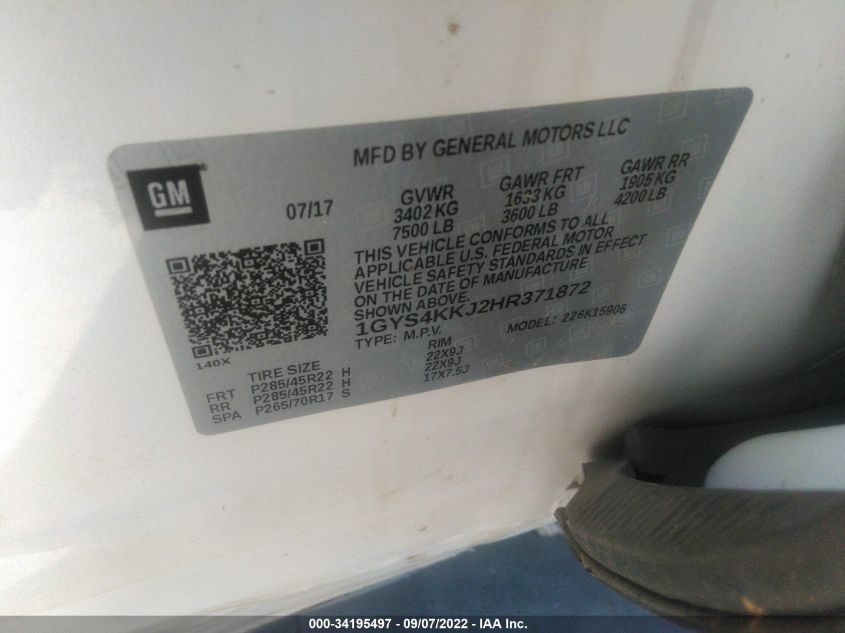 MFD BY GENERAL MOTORS LLC
GM
07/17
GVWR
3402 KG
7500 LB
GAWR FRT
1633 KG
3600 LB
GAWR RR
1905 KG
4200 LB
THIS VEHICLE CONFORMS TO ALL
APPLICABLE U.S. FEDERAL MOTOR
VEHICLE SAFETY STANDARDS IN EFFECT
ON THE DATE OF MANUFACTURE
SHOWN ABOVE.
1GYS4KKJ2HR371872
TYPE: M.P.V. MODEL: 226K15906
140X
TIRE SIZE RIM
FRT P285/45R22 H 22X9J
RR P285/45R22 H 22X9J
SPA P265/70R17 S 17X7.5J
000-34195497 - 09/07/2022 - IAA Inc.